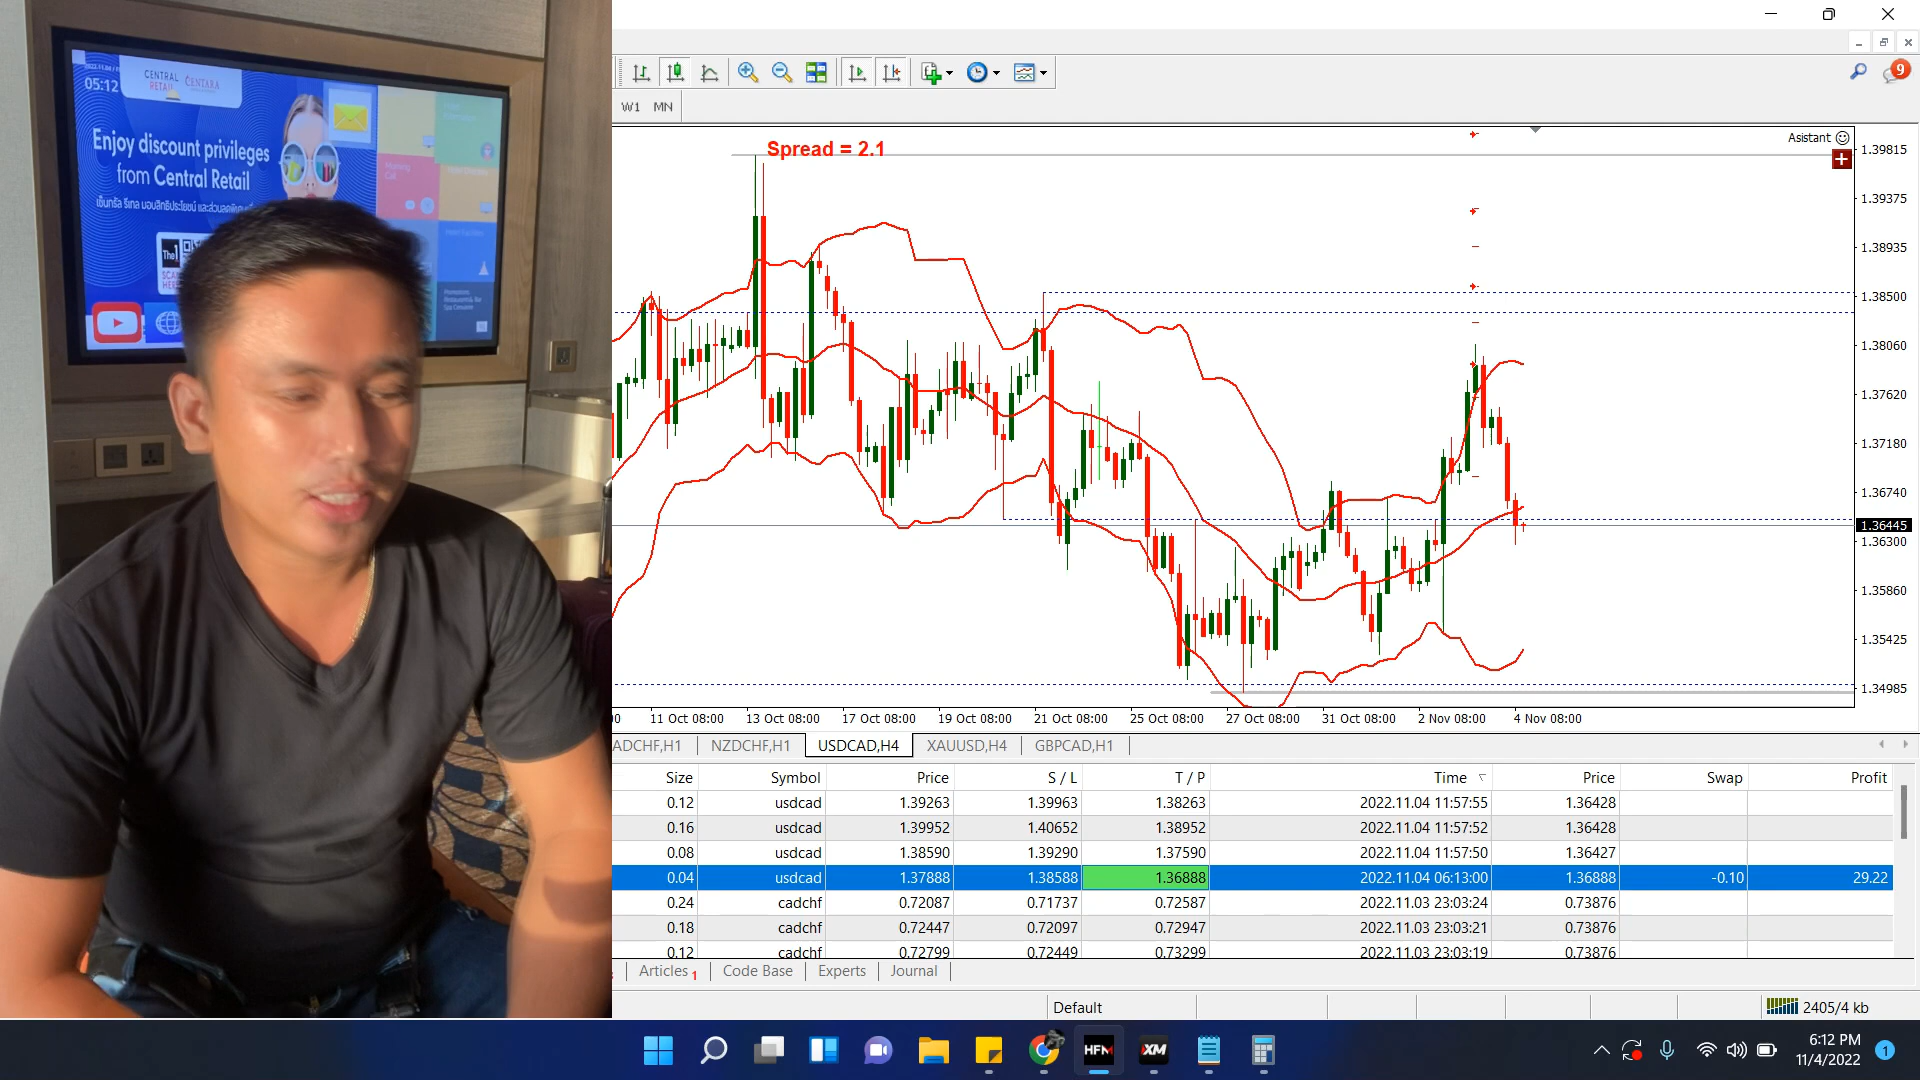 05:12
CENTRAL
RETAIL
CENTARA
Enjoy discount privileges
from Central Retail
The1
W1 MN
9
Spread = 2.1
Asistant
1.39815
1.39375
1.38935
1.38500
1.38060
1.37620
1.37180
1.36740
1.36445
1.36300
1.35860
1.35425
1.34985
11 Oct 08:00 13 Oct 08:00 17 Oct 08:00 19 Oct 08:00 21 Oct 08:00 25 Oct 08:00 27 Oct 08:00 31 Oct 08:00 2 Nov 08:00 4 Nov 08:00
ADCHF,H1 NZDCHF,H1 USDCAD,H4 XAUUSD,H4 GBPCAD,H1
Size Symbol Price S / L T / P Time Price Swap Profit
0.12 usdcad 1.39263 1.39963 1.38263 2022.11.04 11:57:55 1.36428
0.16 usdcad 1.39952 1.40652 1.38952 2022.11.04 11:57:52 1.36428
0.08 usdcad 1.38590 1.39290 1.37590 2022.11.04 11:57:50 1.36427
0.04 usdcad 1.37888 1.38588 1.36888 2022.11.04 06:13:00 1.36888 -0.10 29.22
0.24 cadchf 0.72087 0.71737 0.72587 2022.11.03 23:03:24 0.73876
0.18 cadchf 0.72447 0.72097 0.72947 2022.11.03 23:03:21 0.73876
0.12 cadchf 0.72799 0.72449 0.73299 2022.11.03 23:03:19 0.73876
Articles 1 Code Base Experts Journal
Default
2405/4 kb
HFM
XM
6:12 PM
11/4/2022
1